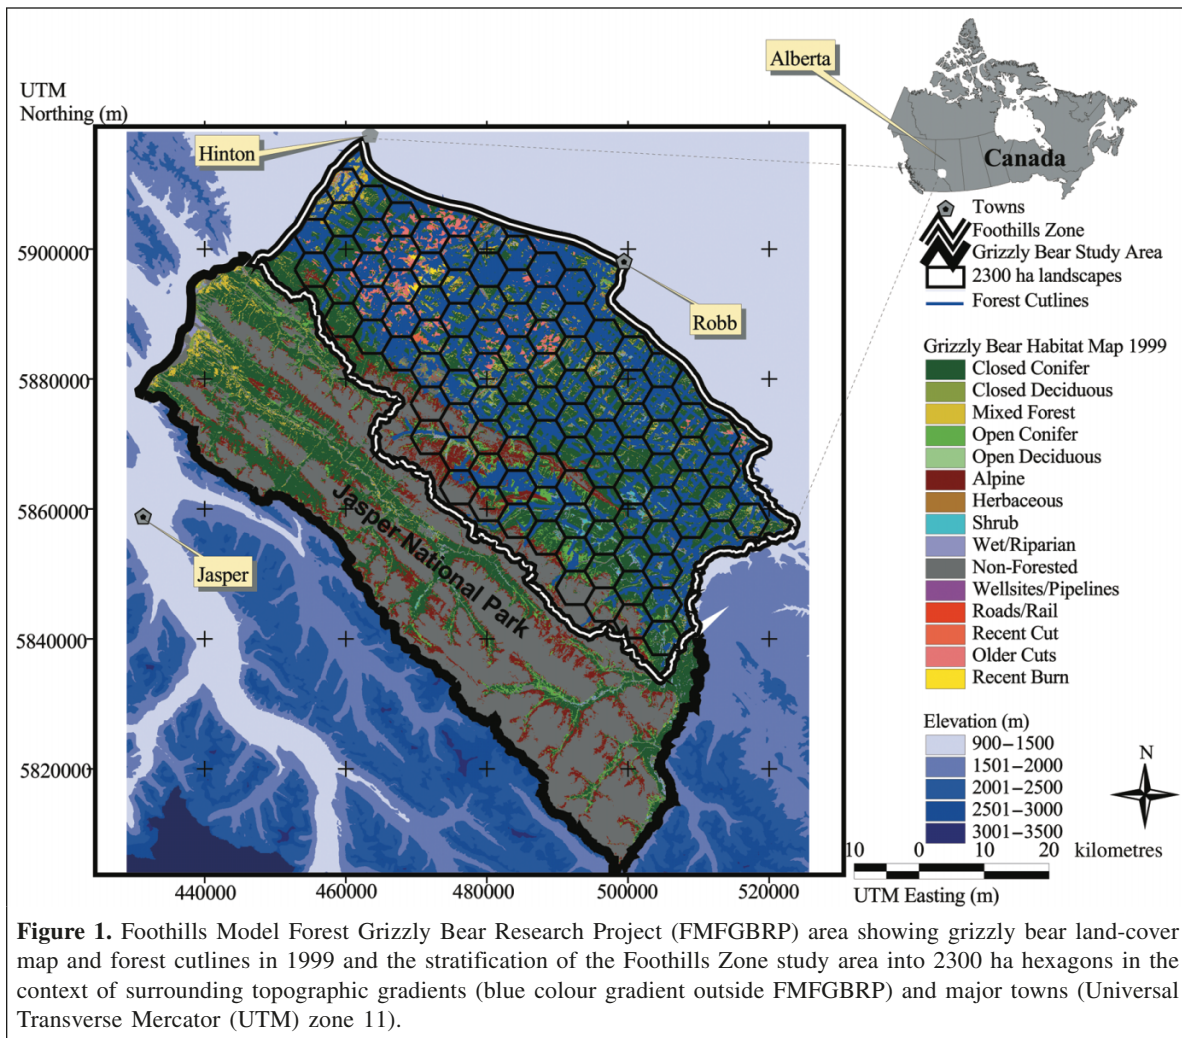 UTM
Northing (m)
Alberta
Hinton
Canada
Towns
Foothills Zone
Grizzly Bear Study Area
2300 ha landscapes
Forest Cutlines
5900000
Robb
Grizzly Bear Habitat Map 1999
Closed Conifer
Closed Deciduous
Mixed Forest
Open Conifer
Open Deciduous
Alpine
Herbaceous
Shrub
Wet/Riparian
Non-Forested
Wellsites/Pipelines
Roads/Rail
Recent Cut
Older Cuts
Recent Burn
5880000
5860000
Jasper National Park
Jasper
5840000
5820000
Elevation (m)
900–1500
1501–2000
2001–2500
2501–3000
3001–3500
N
10 0 10 20 kilometres
440000 460000 480000 500000 520000
UTM Easting (m)
Figure 1. Foothills Model Forest Grizzly Bear Research Project (FMFGBRP) area showing grizzly bear land-cover
map and forest cutlines in 1999 and the stratification of the Foothills Zone study area into 2300 ha hexagons in the
context of surrounding topographic gradients (blue colour gradient outside FMFGBRP) and major towns (Universal
Transverse Mercator (UTM) zone 11).